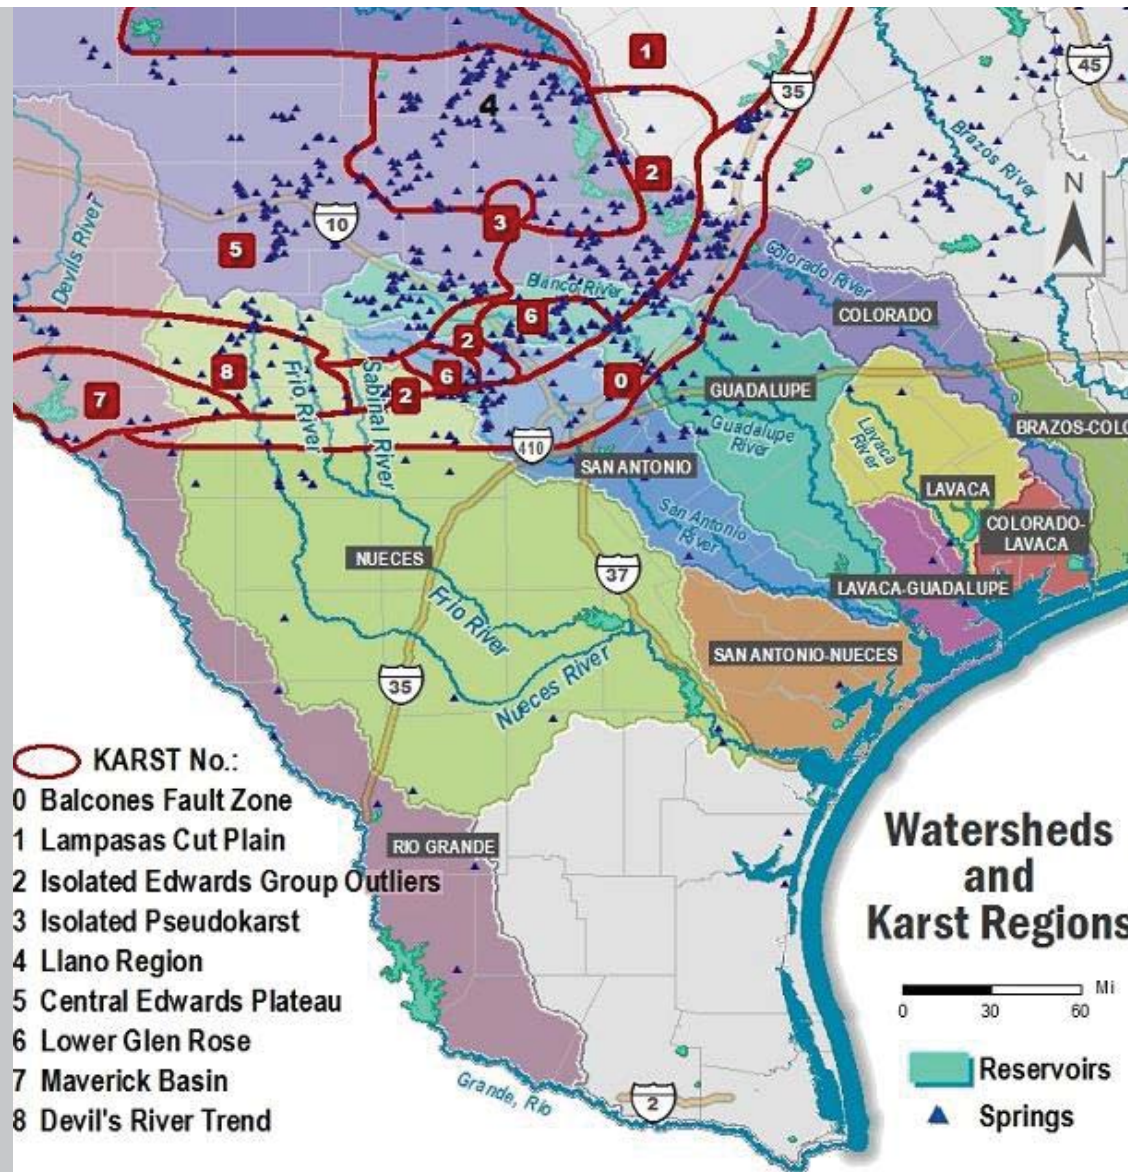 1
45
35
Brazos River
4
2
N
3
10
5
Devils River
Colorado River
Blanco River
COLORADO
6
2
8
Frio River
Sabinal River
6
0
7
2
GUADALUPE
Lavaca River
BRAZOS-COLO
Guadalupe
River
410
SAN ANTONIO
LAVACA
San Antonio
River
COLORADO-
LAVACA
NUECES
37
LAVACA-GUADALUPE
Frio River
SAN ANTONIO-NUECES
35
Nueces River
KARST No.:
0 Balcones Fault Zone
1 Lampasas Cut Plain
2 Isolated Edwards Group Outliers
3 Isolated Pseudokarst
4 Llano Region
5 Central Edwards Plateau
6 Lower Glen Rose
7 Maverick Basin
8 Devil's River Trend
RIO GRANDE
Grande, Rio
2
Watersheds
and
Karst Regions
Mi
0 30 60
Reservoirs
Springs